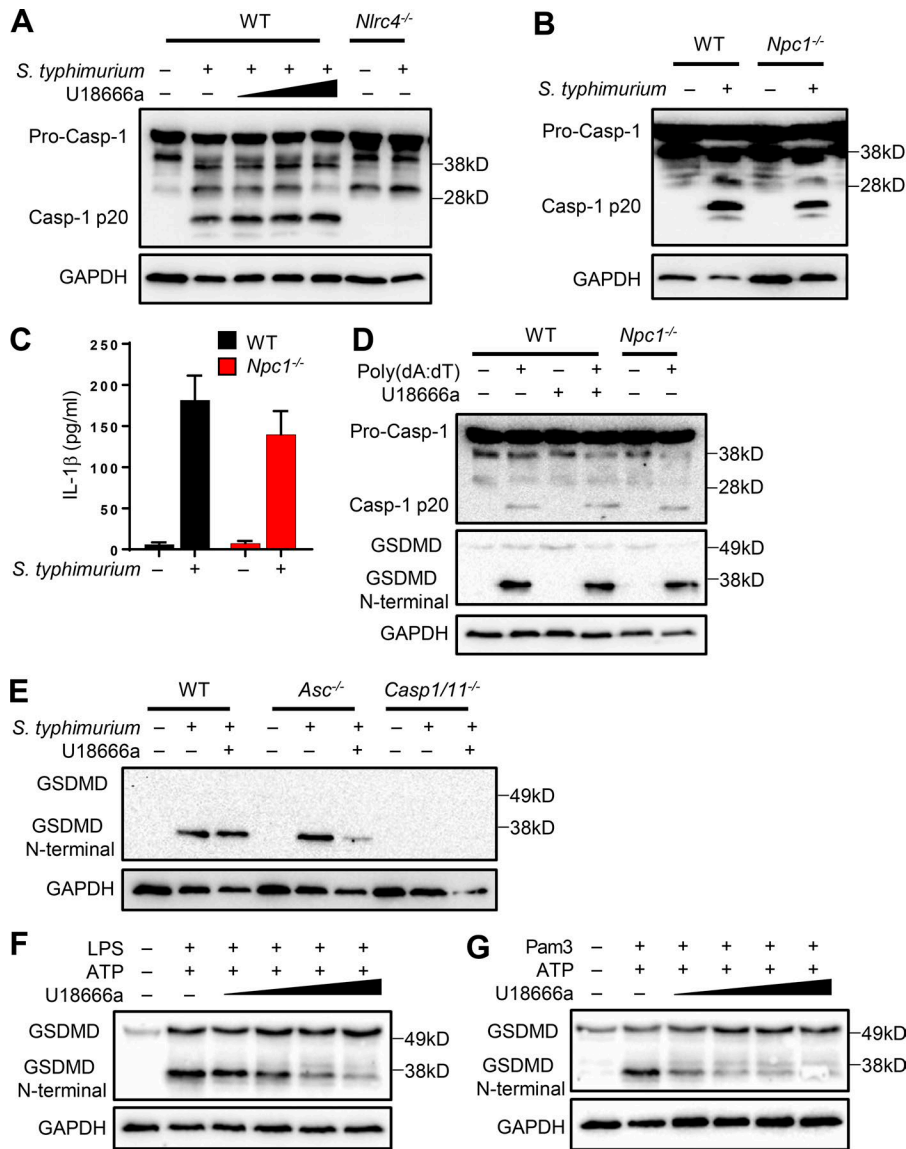 A
WT Nlrc4-/-
S. typhimurium – + + + + – +
U18666a – – – –
Pro-Casp-1
38kD
28kD
Casp-1 p20
GAPDH
B
WT Npc1-/-
S. typhimurium – + – +
Pro-Casp-1
38kD
28kD
Casp-1 p20
GAPDH
C
WT
Npc1-/-
IL-1β (pg/ml)
250
200
150
100
50
0
S. typhimurium – + – +
D
WT Npc1-/-
Poly(dA:dT) – + – + – +
U18666a – – + + – –
Pro-Casp-1
38kD
28kD
Casp-1 p20
GSDMD
49kD
GSDMD
N-terminal
38kD
GAPDH
E
WT Asc-/- Casp1/11-/-
S. typhimurium – + + – + + – + +
U18666a – – + – – + – – +
GSDMD
49kD
GSDMD
N-terminal
38kD
GAPDH
F
LPS – + + + + +
ATP – + + + + +
U18666a – –
GSDMD
49kD
GSDMD
N-terminal
38kD
GAPDH
G
Pam3 – + + + + +
ATP – + + + + +
U18666a – –
GSDMD
49kD
GSDMD
N-terminal
38kD
GAPDH